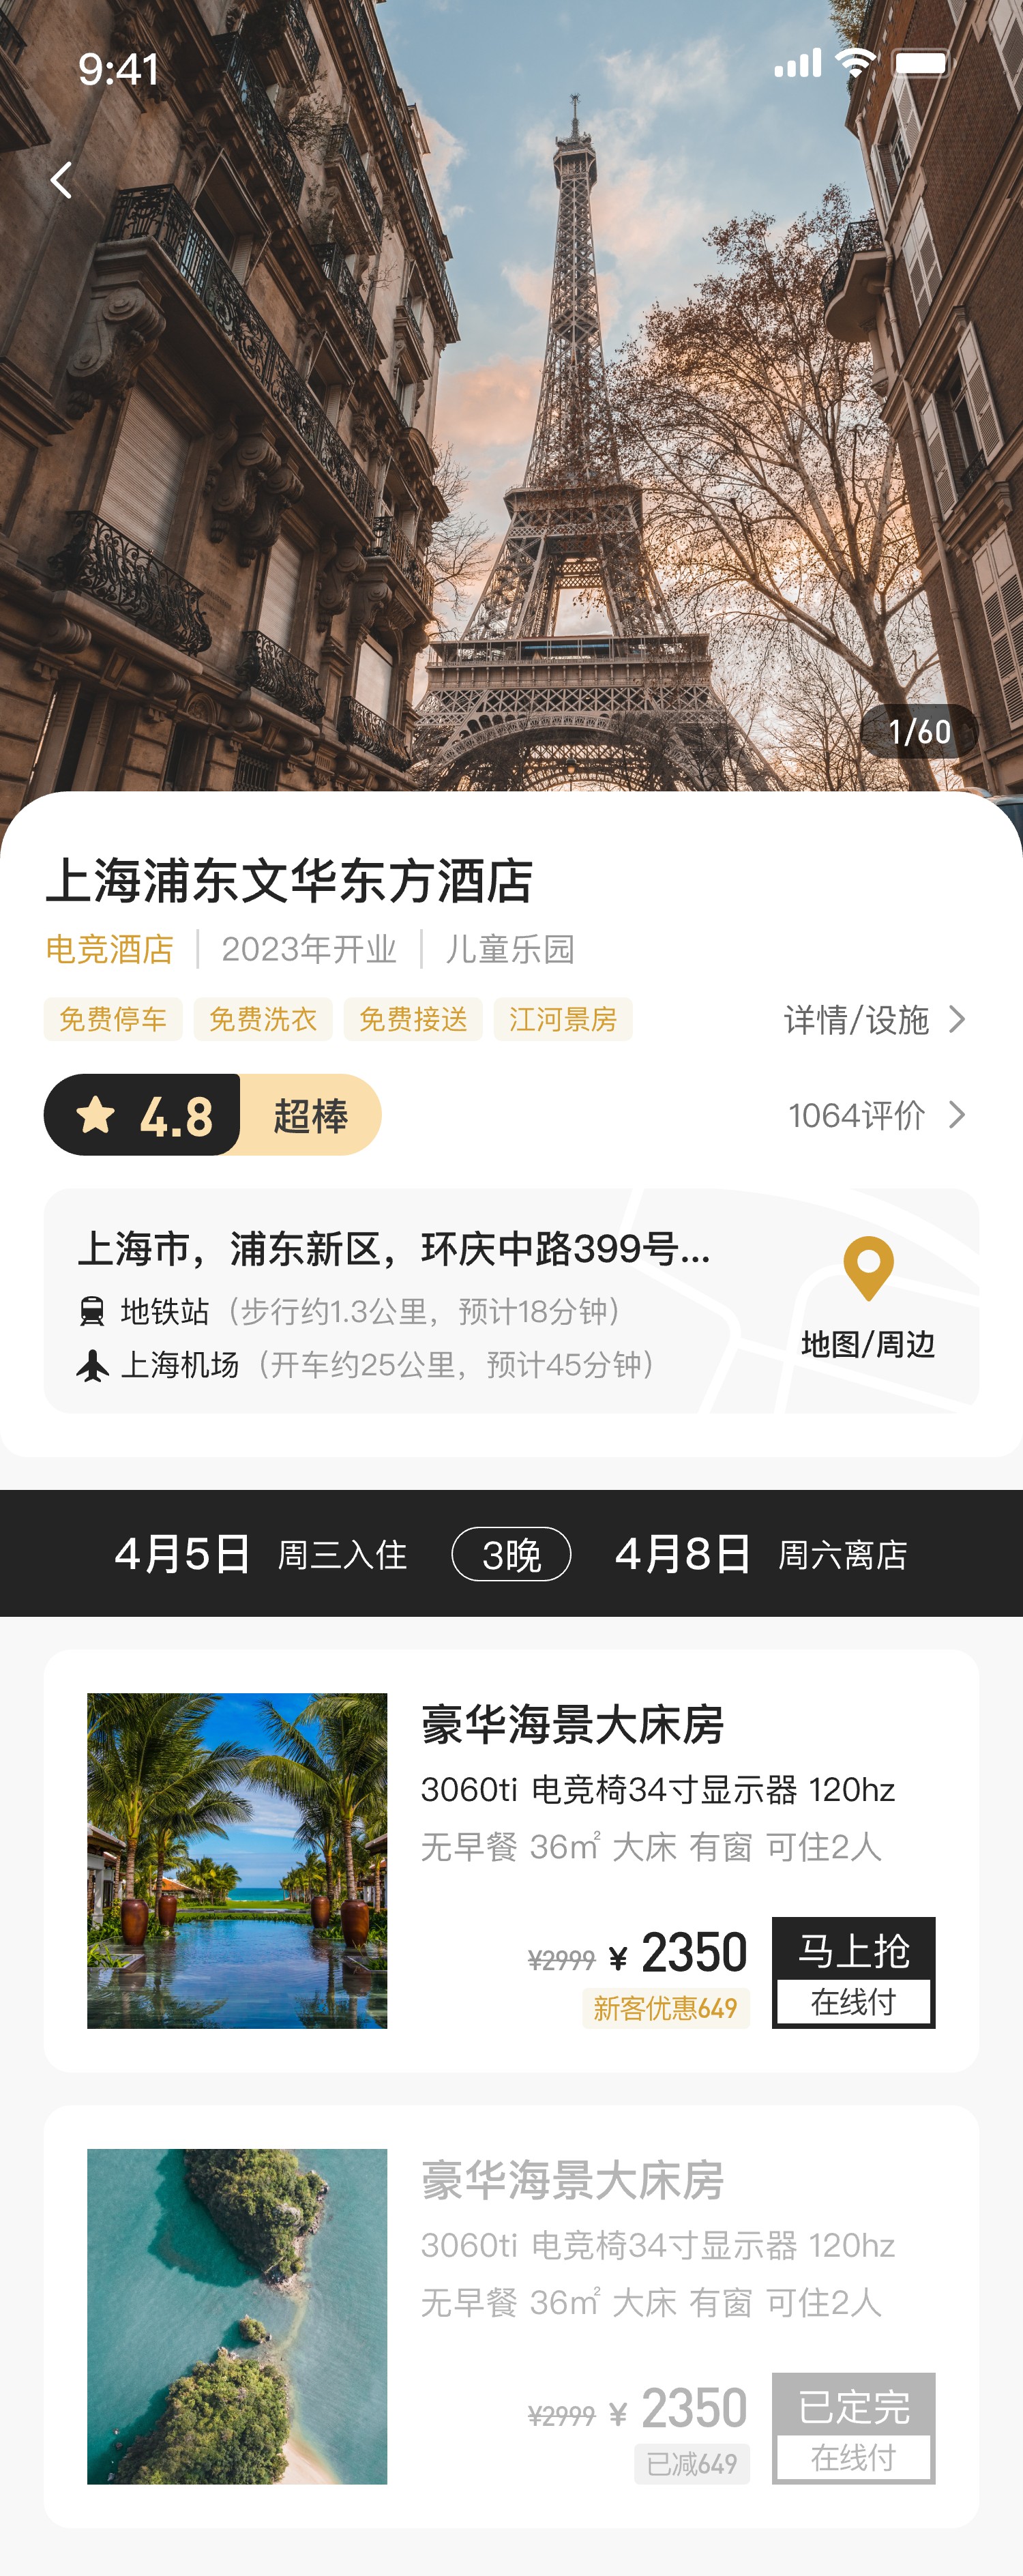 9:41
1/60
上海浦东文华东方酒店
电竞酒店 2023年开业 儿童乐园
免费停车 免费洗衣 免费接送 江河景房 详情/设施
4.8 超棒 1064评价
上海市，浦东新区，环庆中路399号...
地铁站（步行约1.3公里，预计18分钟）
上海机场（开车约25公里，预计45分钟）
地图/周边
4月5日 周三入住 3晚 4月8日 周六离店
豪华海景大床房
3060ti 电竞椅34寸显示器 120hz
无早餐 36㎡ 大床 有窗 可住2人
¥2999 ¥ 2350 马上抢
新客优惠649 在线付
豪华海景大床房
3060ti 电竞椅34寸显示器 120hz
无早餐 36㎡ 大床 有窗 可住2人
¥2999 ¥ 2350 已定完
已减649 在线付